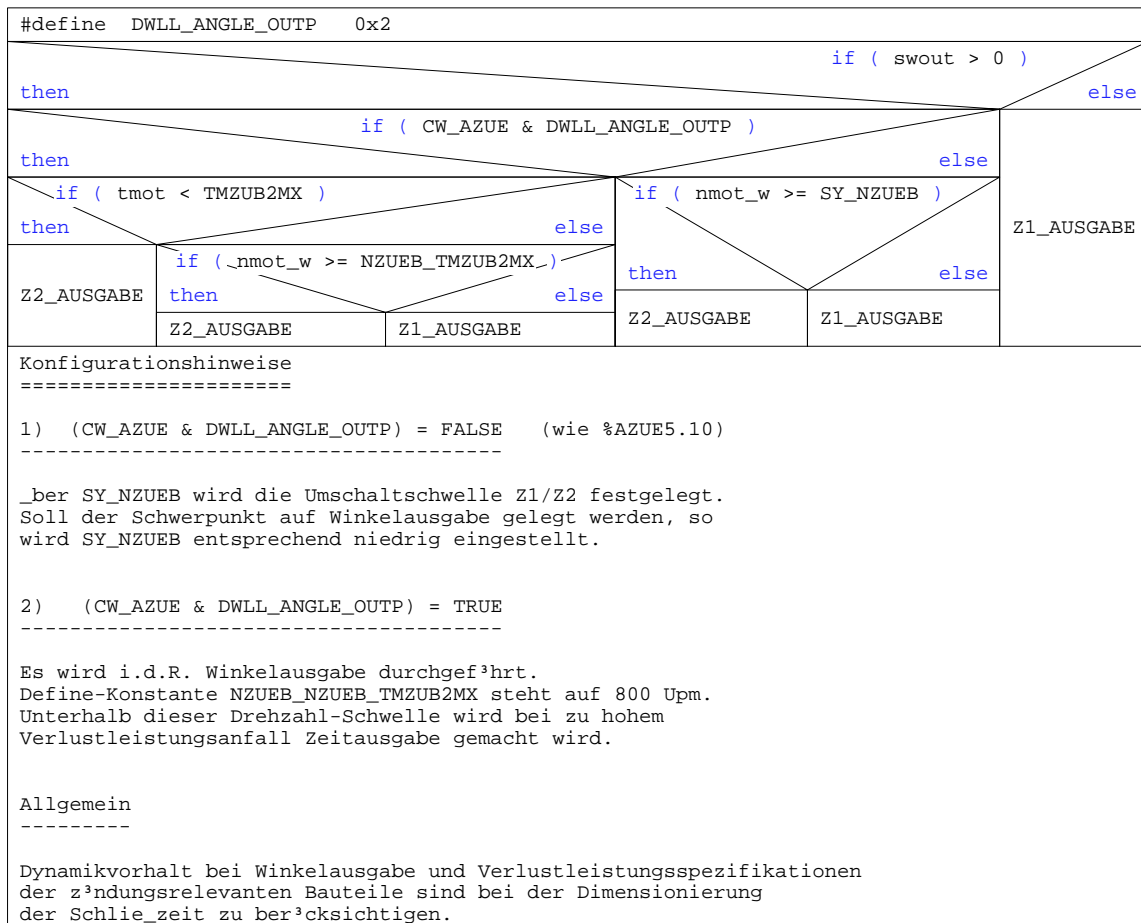 #define  DWLL_ANGLE_OUTP   0x2
if ( swout > 0 )
then
else
if ( CW_AZUE & DWLL_ANGLE_OUTP )
then
else
if ( tmot < TMZUB2MX )
then
else
if ( nmot_w >= SY_NZUEB )
then
else
Z1_AUSGABE
Z2_AUSGABE
if ( nmot_w >= NZUEB_TMZUB2MX )
then
else
Z2_AUSGABE
Z1_AUSGABE
Z2_AUSGABE
Z1_AUSGABE
Konfigurationshinweise
======================
1)  (CW_AZUE & DWLL_ANGLE_OUTP) = FALSE   (wie %AZUE5.10)
---------------------------------------
_ber SY_NZUEB wird die Umschaltschwelle Z1/Z2 festgelegt.
Soll der Schwerpunkt auf Winkelausgabe gelegt werden, so
wird SY_NZUEB entsprechend niedrig eingestellt.
2)   (CW_AZUE & DWLL_ANGLE_OUTP) = TRUE
---------------------------------------
Es wird i.d.R. Winkelausgabe durchgef³hrt.
Define-Konstante NZUEB_NZUEB_TMZUB2MX steht auf 800 Upm.
Unterhalb dieser Drehzahl-Schwelle wird bei zu hohem
Verlustleistungsanfall Zeitausgabe gemacht wird.
Allgemein
---------
Dynamikvorhalt bei Winkelausgabe und Verlustleistungsspezifikationen
der z³ndungsrelevanten Bauteile sind bei der Dimensionierung
der Schlie_zeit zu ber³cksichtigen.